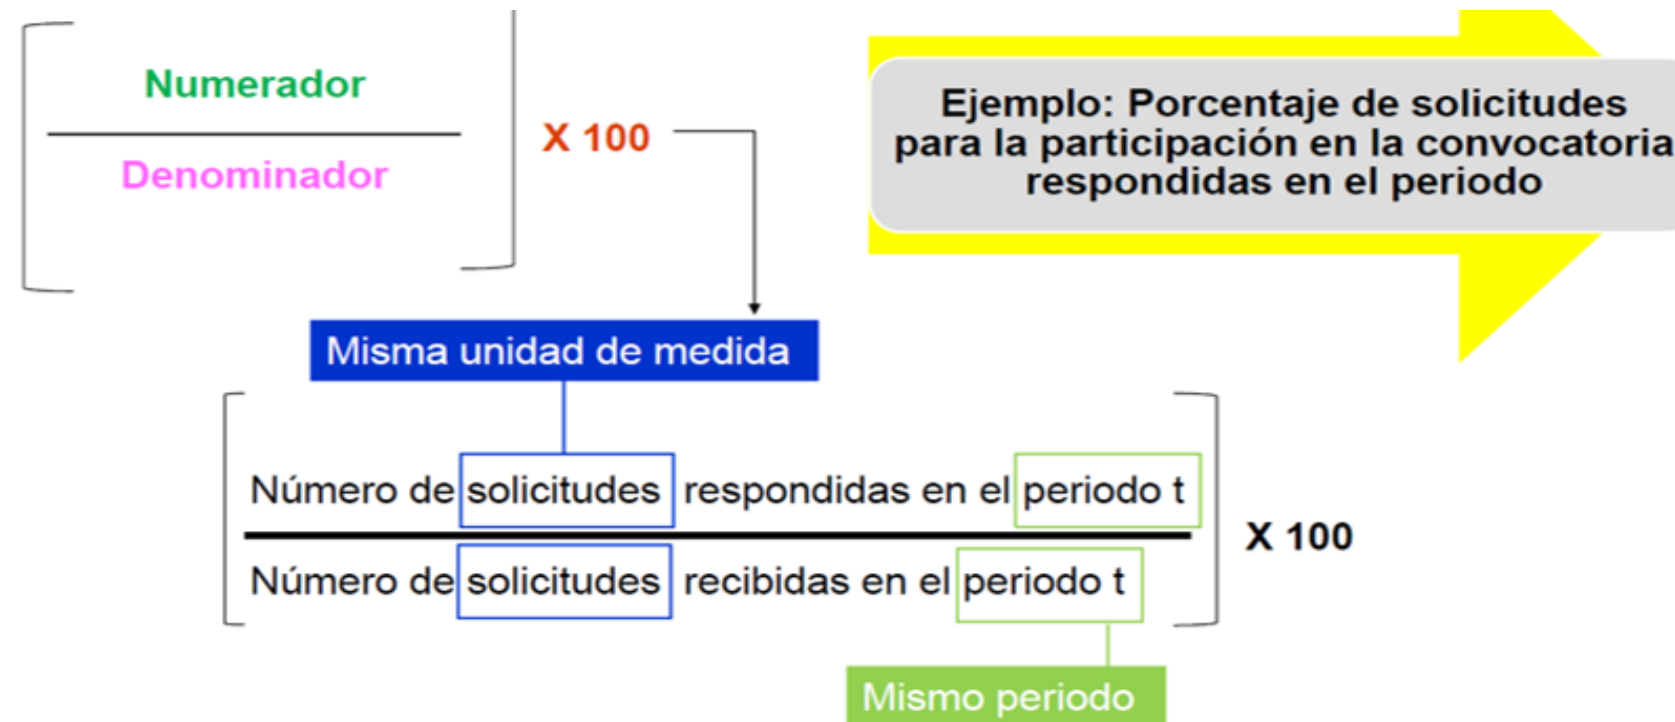 Numerador
Denominador
X 100
Ejemplo: Porcentaje de solicitudes
para la participación en la convocatoria
respondidas en el periodo
Misma unidad de medida
Número de solicitudes respondidas en el periodo t
Número de solicitudes recibidas en el periodo t
X 100
Mismo periodo